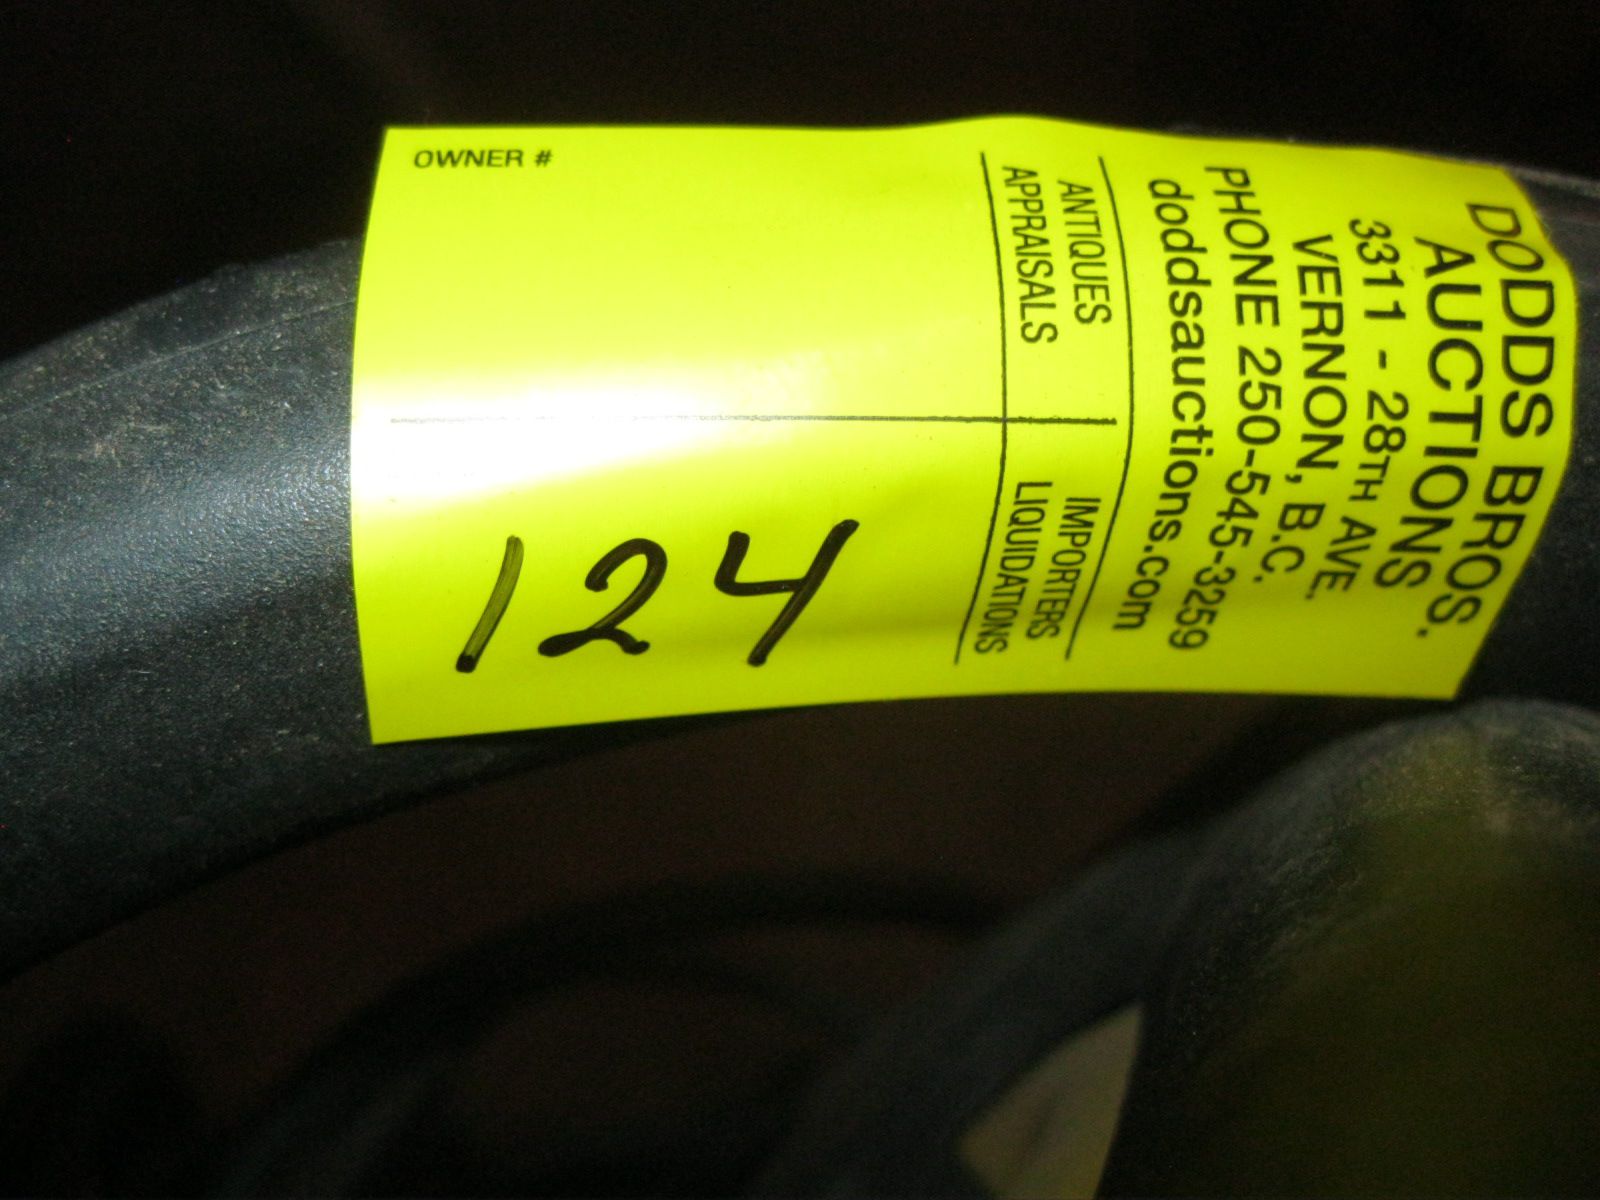 DODDS BROS.
AUCTIONS
3311 - 28TH AVE.
VERNON, B.C.
PHONE 250-545-3259
doddsauctions.com
ANTIQUES IMPORTERS
APPRAISALS LIQUIDATIONS
OWNER #
124